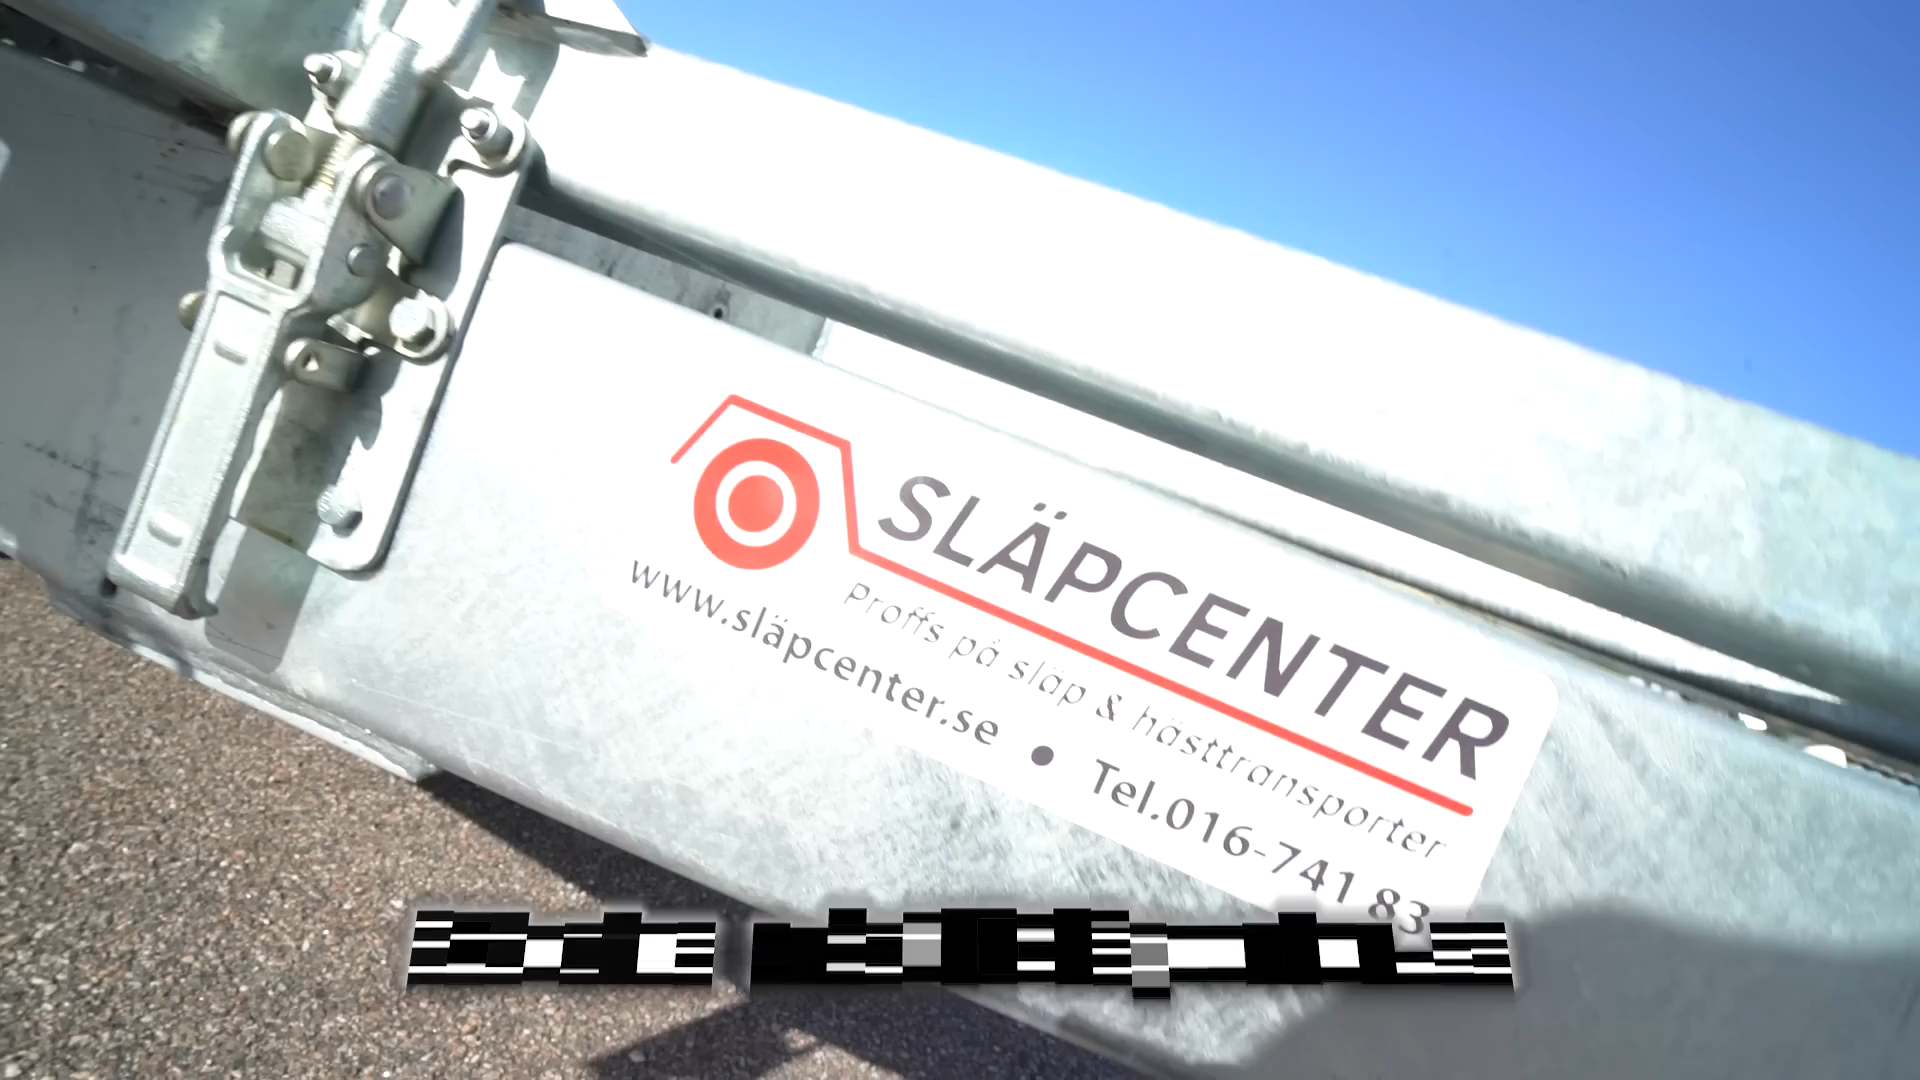 SLÄPCENTER
Proffs på släp & hästtransporter
www.släpcenter.se • Tel.016-741 83